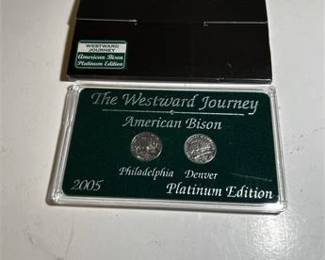 WESTWARD
JOURNEY
American Bison
Platinum Edition
The Westward Journey
American Bison
Philadelphia Denver
2005 Platinum Edition